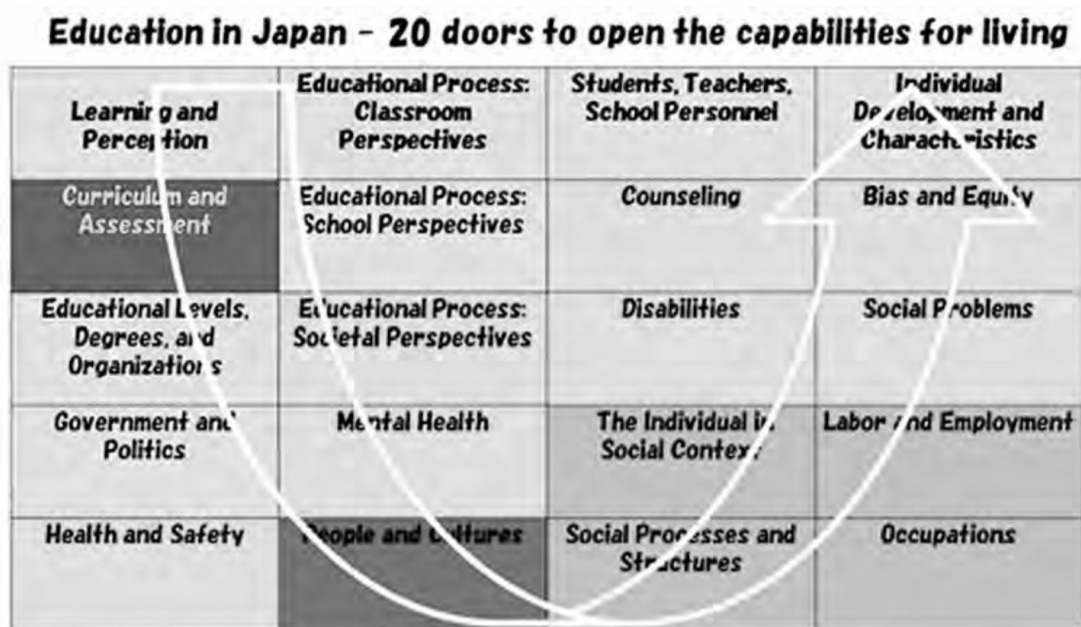 Education in Japan - 20 doors to open the capabilities for living
Learning and
Perception
Educational Process:
Classroom
Perspectives
Students, Teachers,
School Personnel
Individual
Development and
Characteristics
Curriculum and
Assessment
Educational Process:
School Perspectives
Counseling
Bias and Equity
Educational Levels,
Degrees, and
Organizations
Educational Process:
Societal Perspectives
Disabilities
Social Problems
Government and
Politics
Mental Health
The Individual in
Social Context
Labor and Employment
Health and Safety
People and Cultures
Social Processes and
Structures
Occupations